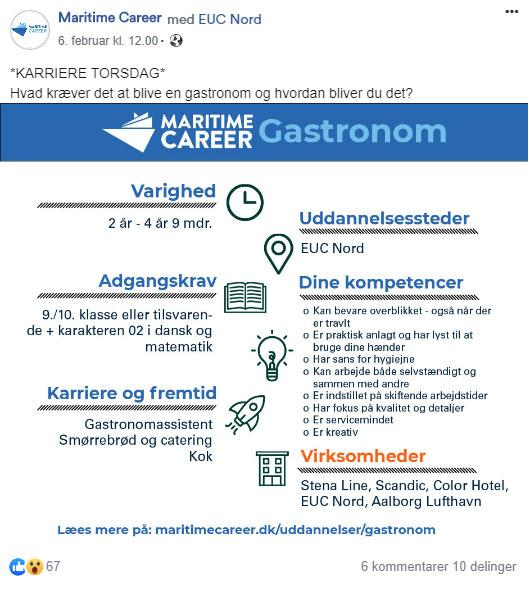 Maritime Career med EUC Nord
6. februar kl. 12.00 ·
*KARRIERE TORSDAG*
Hvad kræver det at blive en gastronom og hvordan bliver du det?
MARITIME
CAREER
Gastronom
Varighed
2 år - 4 år 9 mdr.
Uddannelsessteder
EUC Nord
Adgangskrav
9./10. klasse eller tilsvaren-
de + karakteren 02 i dansk og
matematik
Dine kompetencer
o Kan bevare overblikket - også når der
er travlt
o Er praktisk anlagt og har lyst til at
bruge dine hænder
o Har sans for hygiejne
o Kan arbejde både selvstændigt og
sammen med andre
o Er indstillet på skiftende arbejdstider
o Har fokus på kvalitet og detaljer
o Er servicemindet
o Er kreativ
Karriere og fremtid
Gastronomassistent
Smørrebrød og catering
Kok
Virksomheder
Stena Line, Scandic, Color Hotel,
EUC Nord, Aalborg Lufthavn
Læes mere på: maritimecareer.dk/uddannelser/gastronom
67
6 kommentarer 10 delinger